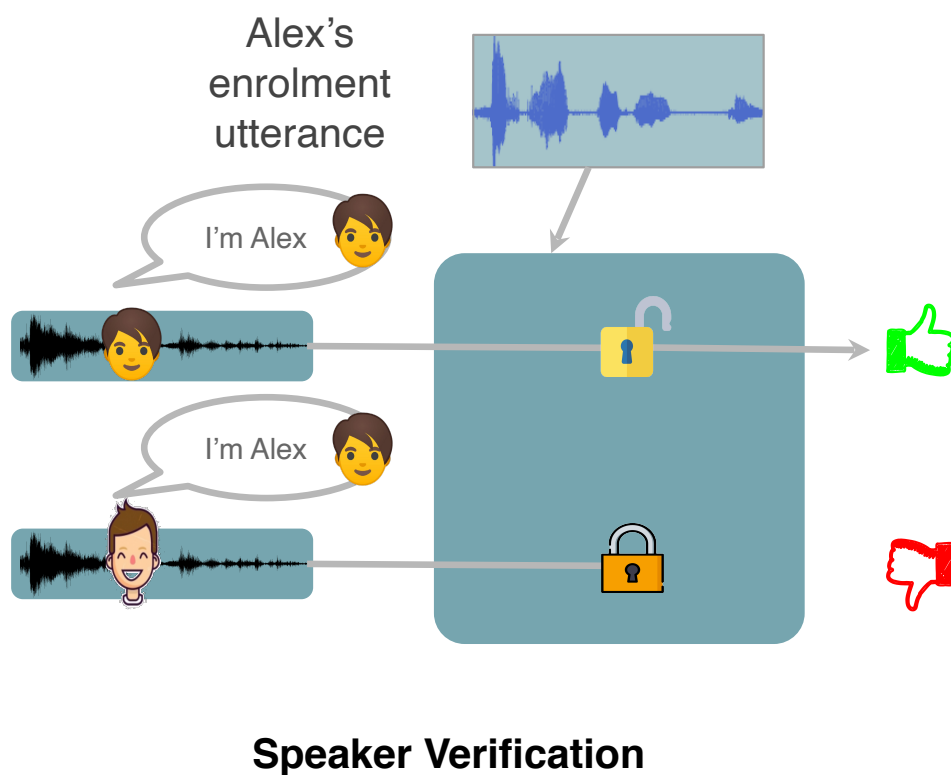 Alex’s
enrolment
utterance
I’m Alex
I’m Alex
Speaker Verification